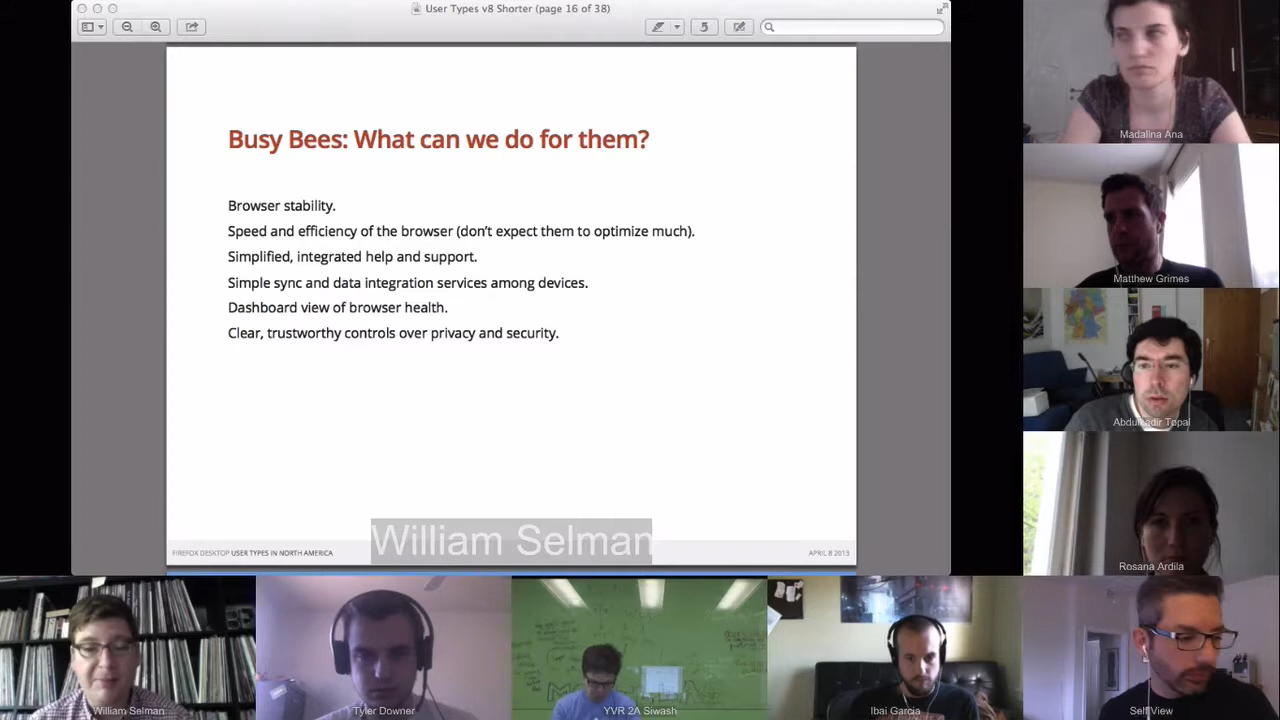 User Types v8 Shorter (page 16 of 38)
Busy Bees: What can we do for them?
Browser stability.
Speed and efficiency of the browser (don't expect them to optimize much).
Simplified, integrated help and support.
Simple sync and data integration services among devices.
Dashboard view of browser health.
Clear, trustworthy controls over privacy and security.
William Selman
FIREFOX DESKTOP USER TYPES IN NORTH AMERICA
APRIL 8 2013
Madalina Ana
Matthew Grimes
Abdulkadir Topal
Rosana Ardila
William Selman
Tyler Downer
YVR 2A Siwash
Ibai Garcia
Self View